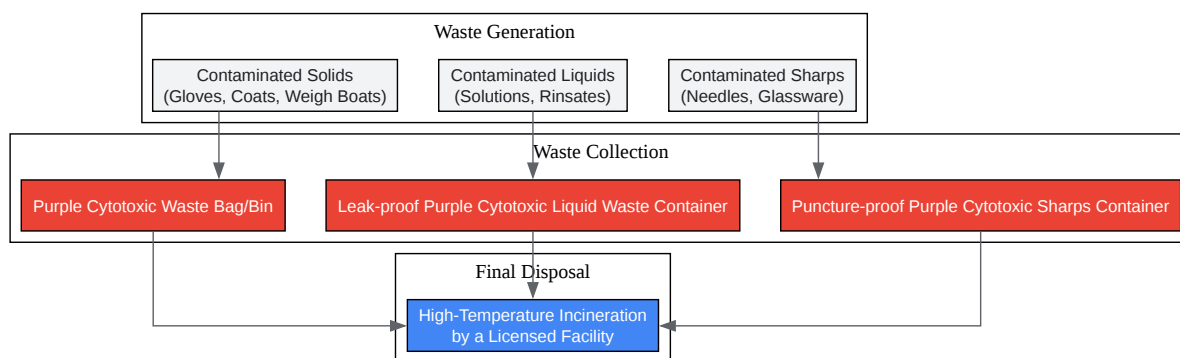 Waste Generation
Contaminated Solids
(Gloves, Coats, Weigh Boats)
Contaminated Liquids
(Solutions, Rinsates)
Contaminated Sharps
(Needles, Glassware)
Waste Collection
Purple Cytotoxic Waste Bag/Bin
Leak-proof Purple Cytotoxic Liquid Waste Container
Puncture-proof Purple Cytotoxic Sharps Container
Final Disposal
High-Temperature Incineration
by a Licensed Facility